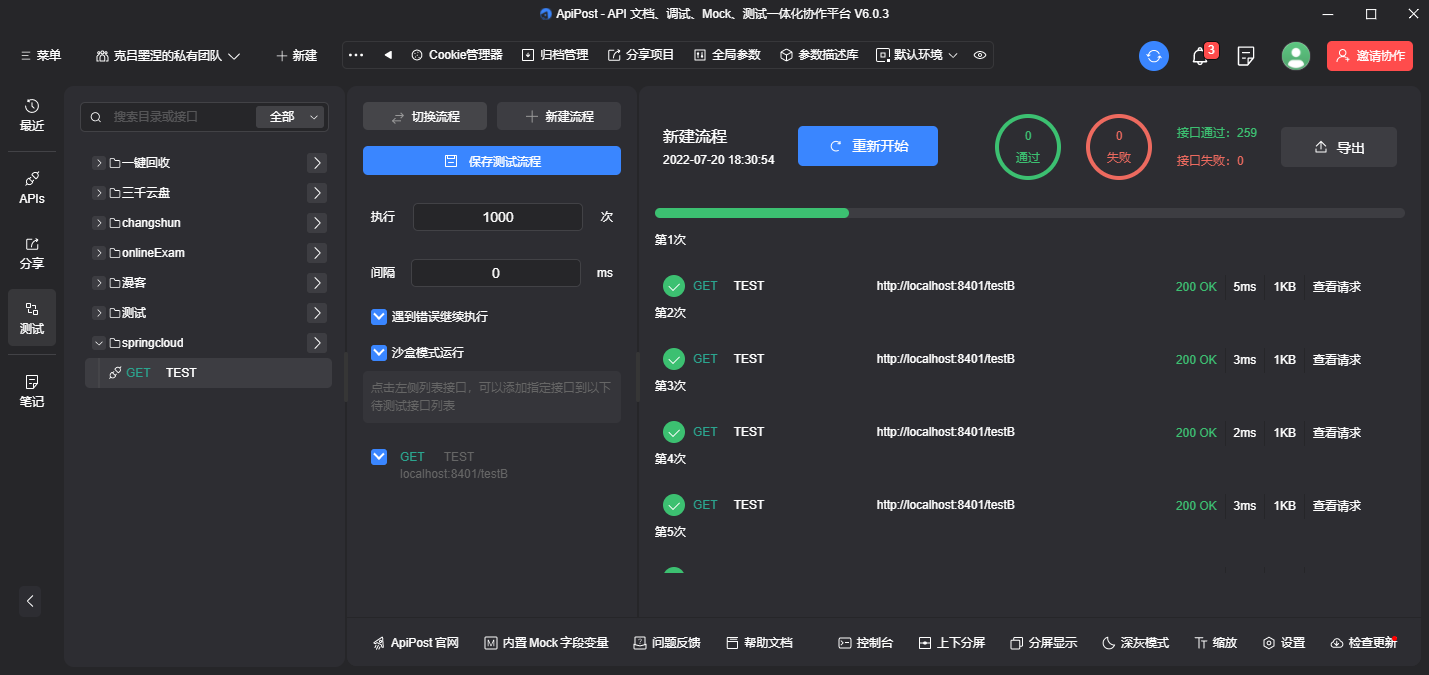 ApiPost - API 文档、调试、Mock、测试一体化协作平台 V6.0.3
菜单
克吕墨涅的私有团队
新建
Cookie管理器
归档管理
分享项目
全局参数
参数描述库
默认环境
3
邀请协作
最近
APIs
分享
测试
笔记
搜索目录或接口
全部
一键回收
三千云盘
changshun
onlineExam
漫客
测试
springcloud
GET TEST
切换流程
新建流程
保存测试流程
执行 1000 次
间隔 0 ms
遇到错误继续执行
沙盒模式运行
点击左侧列表接口，可以添加指定接口到以下
待测试接口列表
GET TEST
localhost:8401/testB
新建流程
2022-07-20 18:30:54
重新开始
0
通过
0
失败
接口通过：259
接口失败：0
导出
第1次
GET TEST http://localhost:8401/testB 200 OK 5ms 1KB 查看请求
第2次
GET TEST http://localhost:8401/testB 200 OK 3ms 1KB 查看请求
第3次
GET TEST http://localhost:8401/testB 200 OK 2ms 1KB 查看请求
第4次
GET TEST http://localhost:8401/testB 200 OK 3ms 1KB 查看请求
第5次
ApiPost 官网
内置 Mock 字段变量
问题反馈
帮助文档
控制台
上下分屏
分屏显示
深灰模式
缩放
设置
检查更新